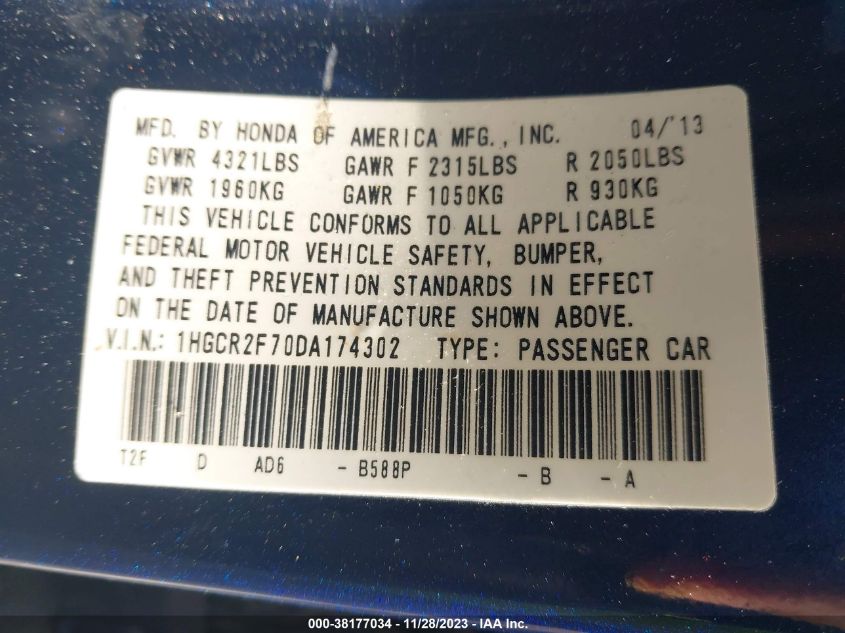 MFD. BY HONDA OF AMERICA MFG., INC. 04/'13
GVWR 4321LBS GAWR F 2315LBS R 2050LBS
GVWR 1960KG GAWR F 1050KG R 930KG
THIS VEHICLE CONFORMS TO ALL APPLICABLE
FEDERAL MOTOR VEHICLE SAFETY, BUMPER,
AND THEFT PREVENTION STANDARDS IN EFFECT
ON THE DATE OF MANUFACTURE SHOWN ABOVE.
V.I.N.: 1HGCR2F70DA174302 TYPE: PASSENGER CAR
T2F D AD6 - B588P - B - A
000-38177034 - 11/28/2023 - IAA Inc.